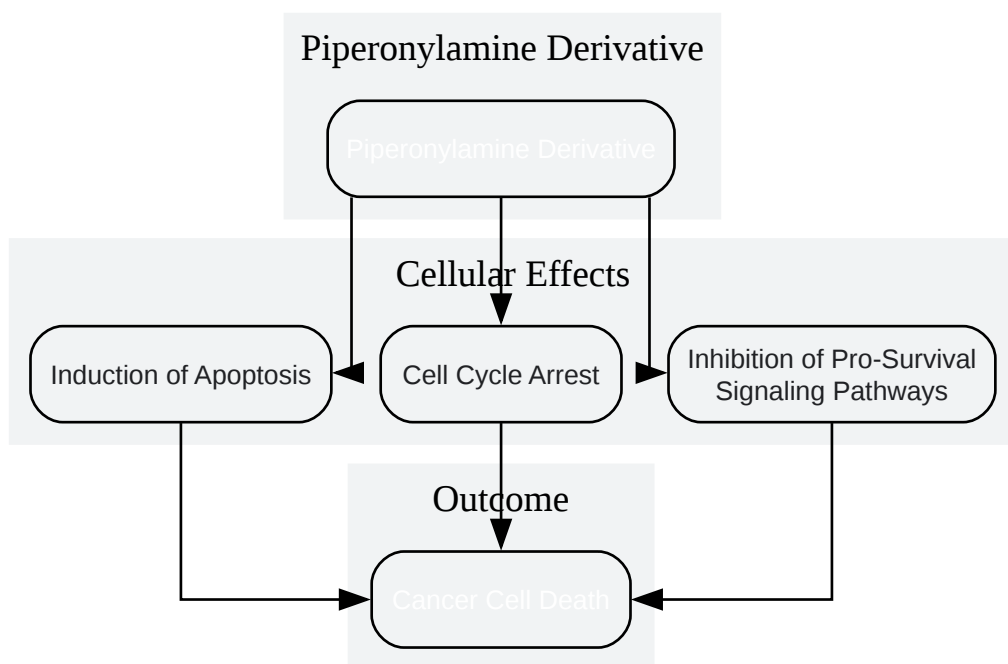 Piperonylamine Derivative
Piperonylamine Derivative
Cellular Effects
Induction of Apoptosis
Cell Cycle Arrest
Inhibition of Pro-Survival
Signaling Pathways
Outcome
Cancer Cell Death